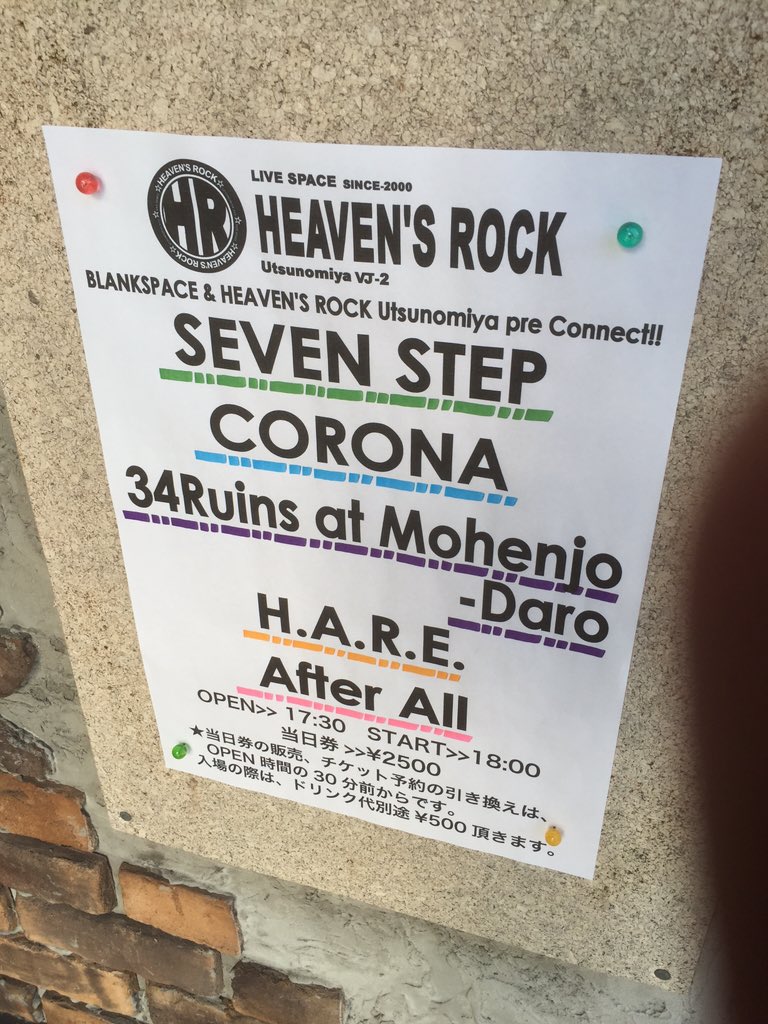 HEAVEN'S ROCK
HR
HEAVEN'S ROCK
LIVE SPACE SINCE-2000
HEAVEN'S ROCK
Utsunomiya VJ-2
BLANKSPACE & HEAVEN'S ROCK Utsunomiya pre Connect!!
SEVEN STEP
CORONA
34Ruins at Mohenjo
-Daro
H.A.R.E.
After All
OPEN>> 17:30 START>>18:00
当日券 >>¥2500
★当日券の販売、チケット予約の引き換えは、
OPEN 時間の 30 分前からです。
入場の際は、ドリンク代別途 ¥500 頂きます。